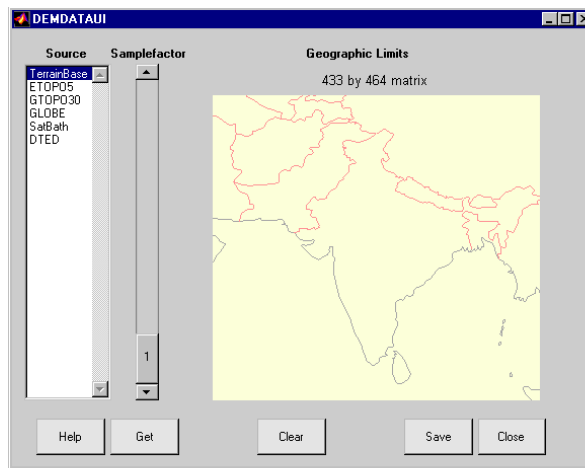 DEMDATAUI
Source Samplefactor Geographic Limits
433 by 464 matrix
TerrainBase
ETOPO5
GTOPO30
GLOBE
SatBath
DTED
1
Help Get Clear Save Close